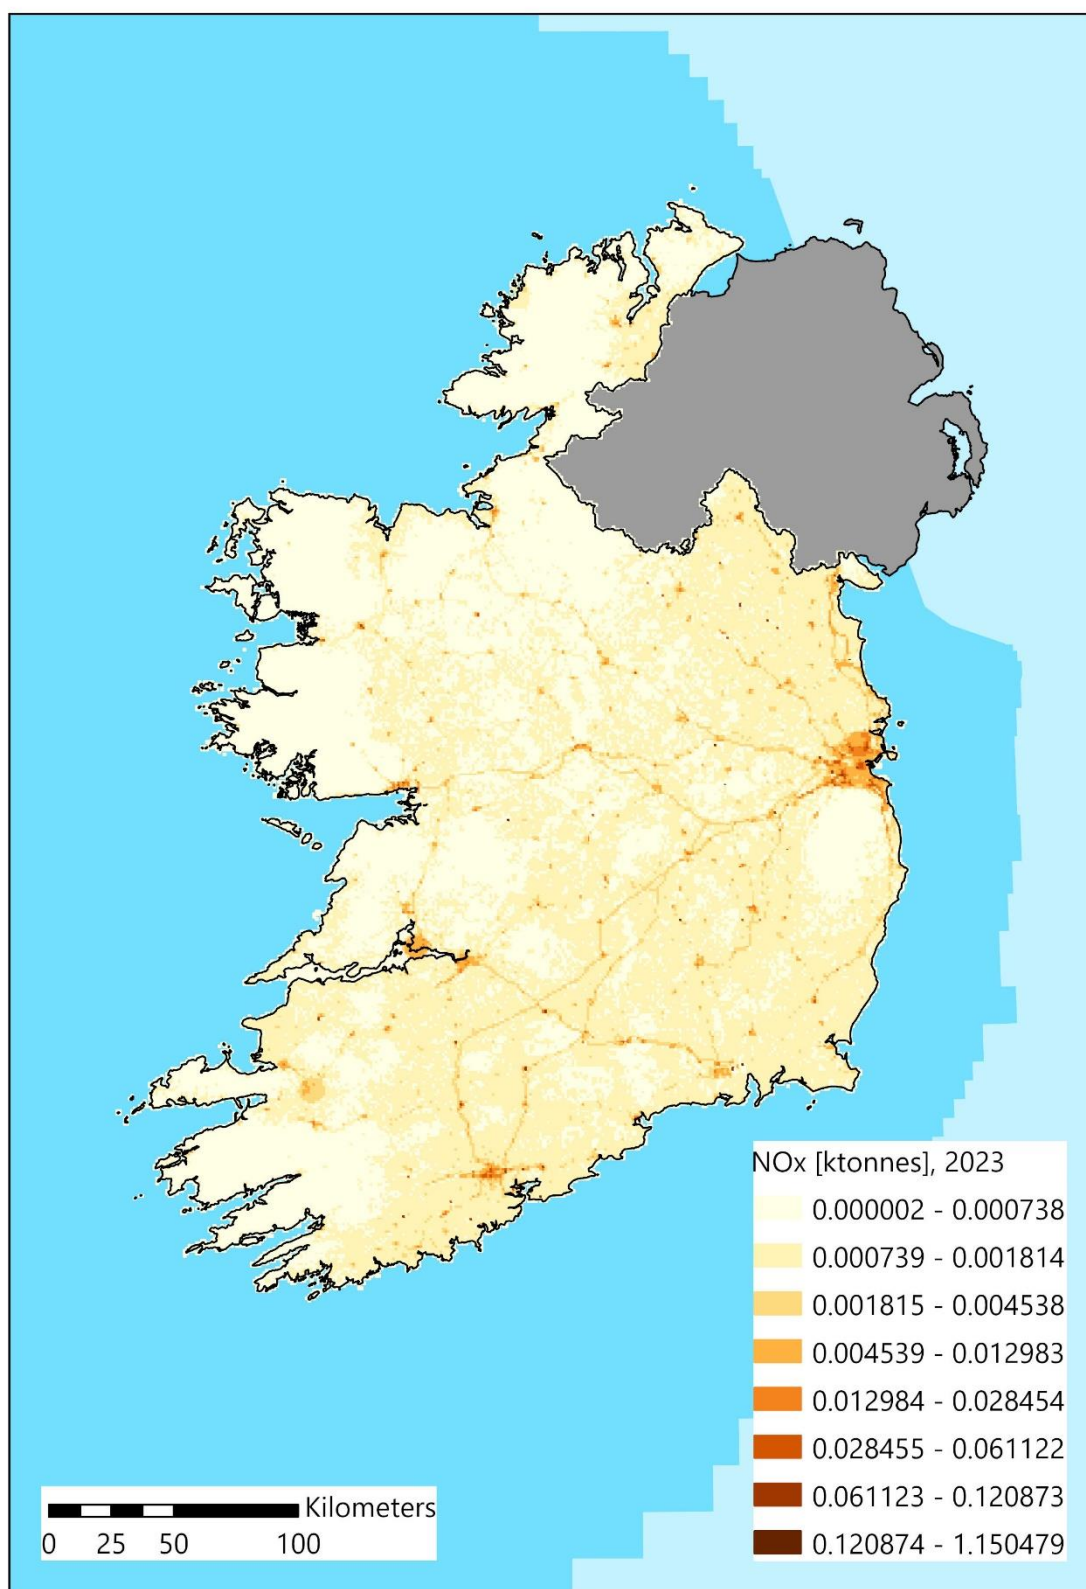 NOx [ktonnes], 2023
0.000002 - 0.000738
0.000739 - 0.001814
0.001815 - 0.004538
0.004539 - 0.012983
0.012984 - 0.028454
0.028455 - 0.061122
0.061123 - 0.120873
0.120874 - 1.150479
Kilometers
0 25 50 100